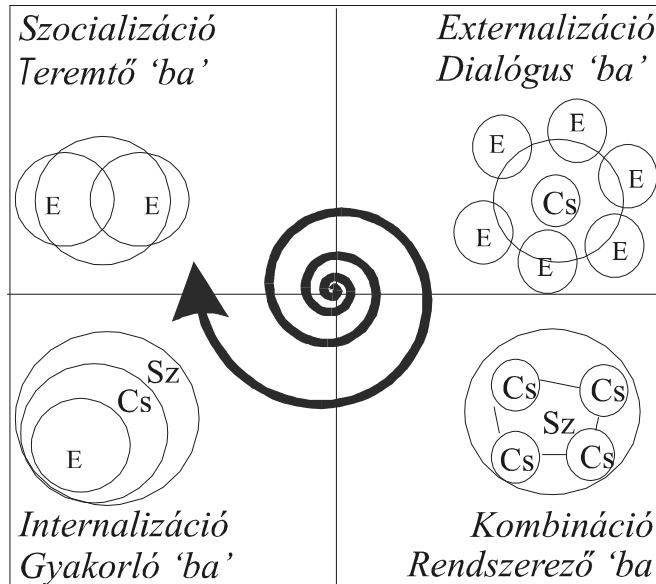 Szocializáció
Teremtő ‘ba’
E
E
Externalizáció
Dialógus ‘ba’
E
E
E
Cs
E
E
E
Sz
Cs
E
Internalizáció
Gyakorló ‘ba’
Cs
Cs
Sz
Cs
Cs
Kombináció
Rendszerező ‘ba